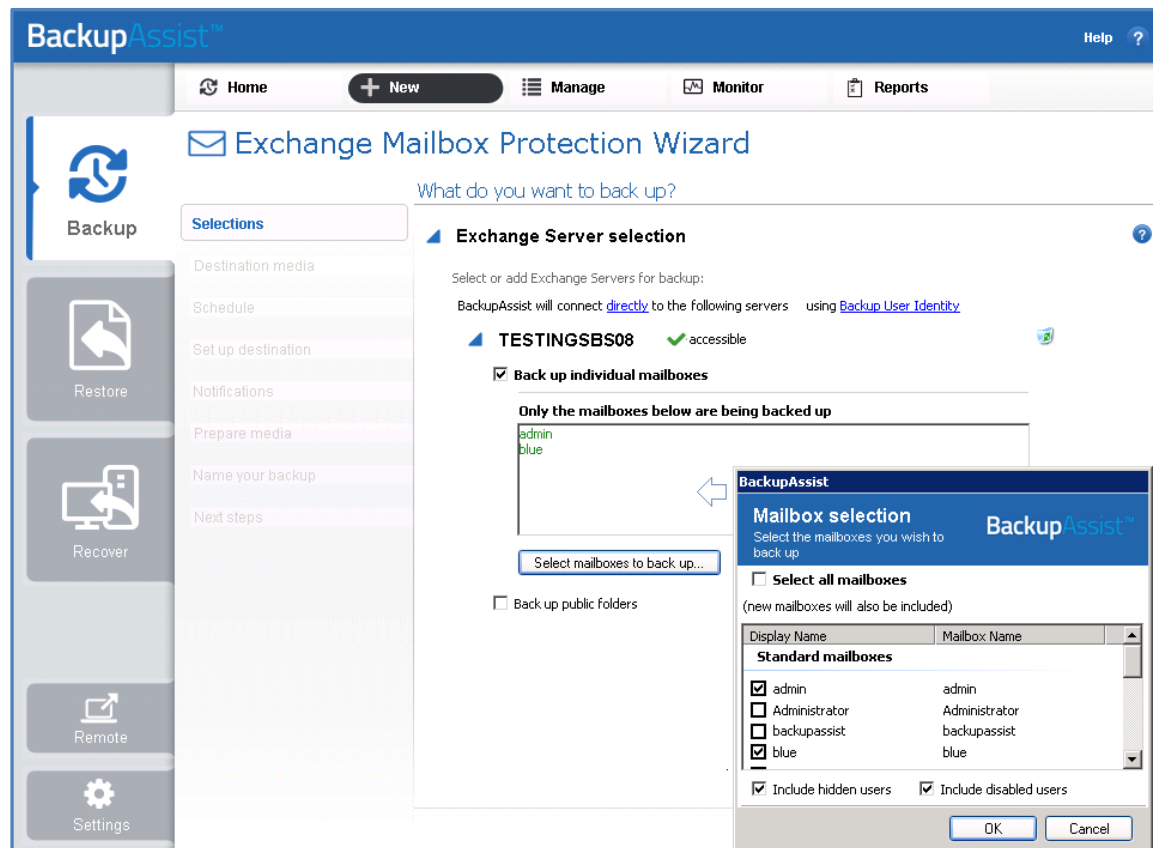 BackupAssist™
Help ?
Home
New
Manage
Monitor
Reports
Exchange Mailbox Protection Wizard
What do you want to back up?
Backup
Restore
Recover
Remote
Settings
Selections
Destination media
Schedule
Set up destination
Notifications
Prepare media
Name your backup
Next steps
Exchange Server selection
?
Select or add Exchange Servers for backup:
BackupAssist will connect directly to the following servers using Backup User Identity
TESTINGSBS08 accessible
Back up individual mailboxes
Only the mailboxes below are being backed up
admin
blue
Select mailboxes to back up...
Back up public folders
BackupAssist
Mailbox selection
Select the mailboxes you wish to
back up
BackupAssist™
Select all mailboxes
(new mailboxes will also be included)
Display Name Mailbox Name
Standard mailboxes
admin admin
Administrator Administrator
backupassist backupassist
blue blue
Include hidden users Include disabled users
OK Cancel